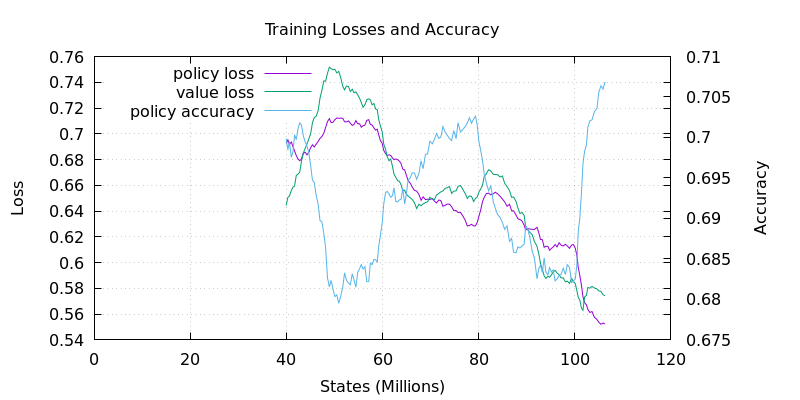 Training Losses and Accuracy
policy loss
value loss
policy accuracy
Loss
0.76
0.74
0.72
0.7
0.68
0.66
0.64
0.62
0.6
0.58
0.56
0.54
0.71
0.705
0.7
0.695
0.69
0.685
0.68
0.675
Accuracy
0 20 40 60 80 100 120
States (Millions)